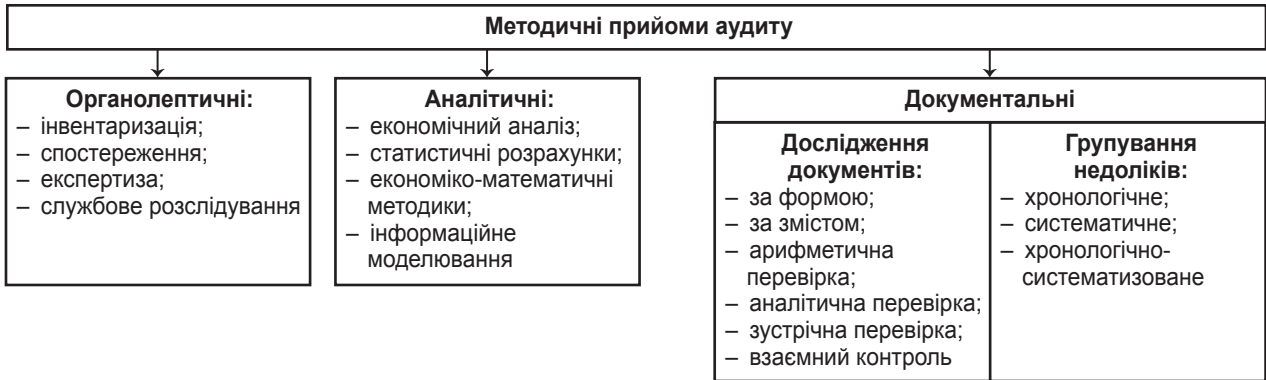 Методичні прийоми аудиту
Органолептичні:
– інвентаризація;
– спостереження;
– експертиза;
– службове розслідування
Аналітичні:
– економічний аналіз;
– статистичні розрахунки;
– економіко-математичні
методики;
– інформаційне
моделювання
Документальні
Дослідження
документів:
– за формою;
– за змістом;
– арифметична
перевірка;
– аналітична перевірка;
– зустрічна перевірка;
– взаємний контроль
Групування
недоліків:
– хронологічне;
– систематичне;
– хронологічно-
систематизоване